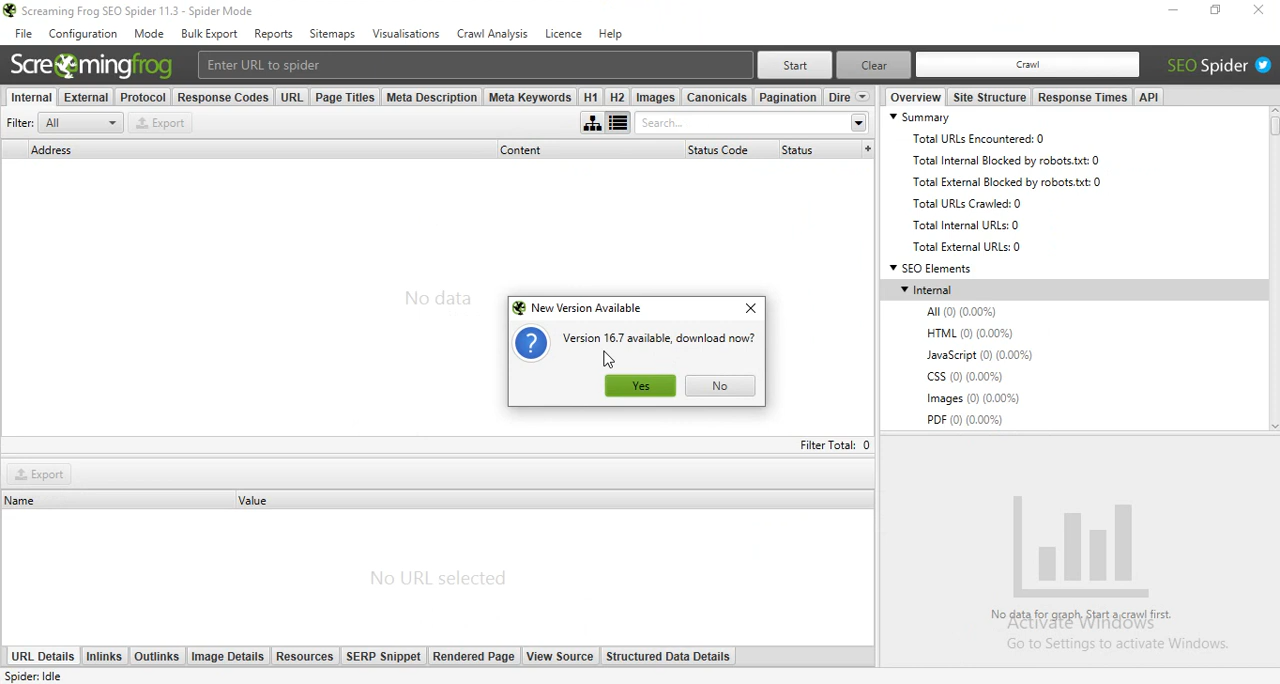 Screaming Frog SEO Spider 11.3 - Spider Mode
File Configuration Mode Bulk Export Reports Sitemaps Visualisations Crawl Analysis Licence Help
Screamingfrog Enter URL to spider Start Clear Crawl SEO Spider
Internal External Protocol Response Codes URL Page Titles Meta Description Meta Keywords H1 H2 Images Canonicals Pagination Dire
Filter: All Export Search...
Address Content Status Code Status +
No data
Overview Site Structure Response Times API
Summary
Total URLs Encountered: 0
Total Internal Blocked by robots.txt: 0
Total External Blocked by robots.txt: 0
Total URLs Crawled: 0
Total Internal URLs: 0
Total External URLs: 0
SEO Elements
Internal
All (0) (0.00%)
HTML (0) (0.00%)
JavaScript (0) (0.00%)
CSS (0) (0.00%)
Images (0) (0.00%)
PDF (0) (0.00%)
New Version Available
? Version 16.7 available, download now?
Yes No
Filter Total: 0
Export
Name Value
No URL selected
No data for graph. Start a crawl first.
Activate Windows
Go to Settings to activate Windows.
URL Details Inlinks Outlinks Image Details Resources SERP Snippet Rendered Page View Source Structured Data Details
Spider: Idle